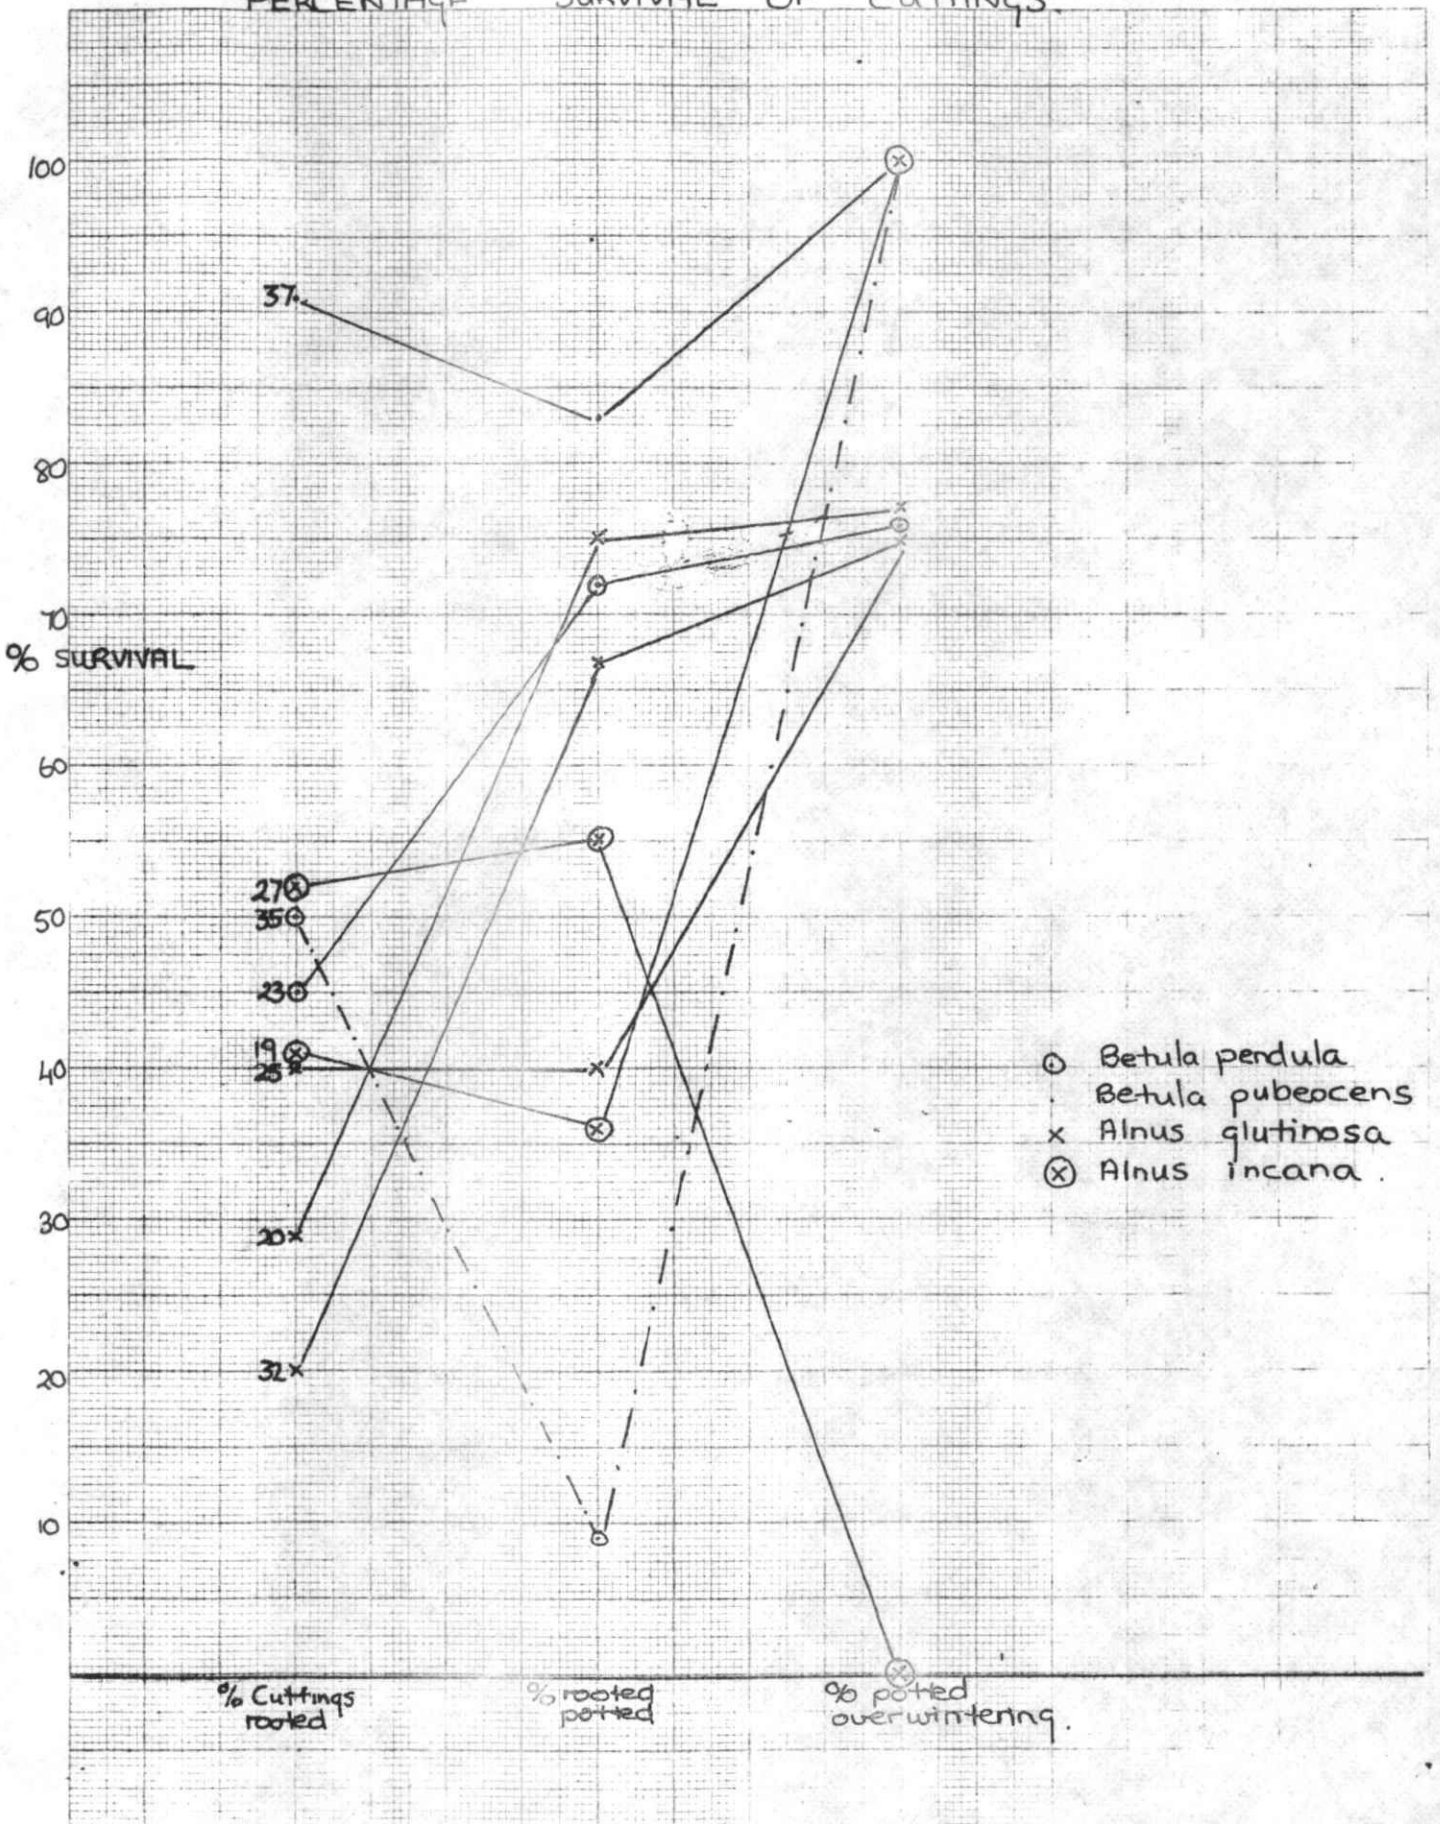 PERCENTAGE SURVIVAL OF CUTTINGS.
100
37
90
80
70
% SURVIVAL
60
27
35
50
23
19
25
40
Betula pendula
Betula pubeocens
Alnus glutinosa
Alnus incana.
30
20
32
20
10
% Cuttings
rooted
% rooted
potted
% potted
overwintering.